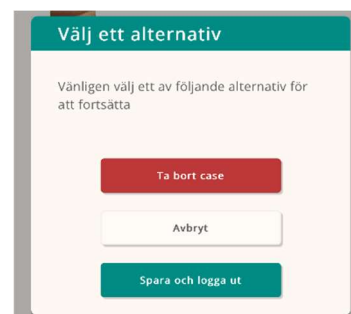 Välj ett alternativ
Vänligen välj ett av följande alternativ för
att fortsätta
Ta bort case
Avbryt
Spara och logga ut